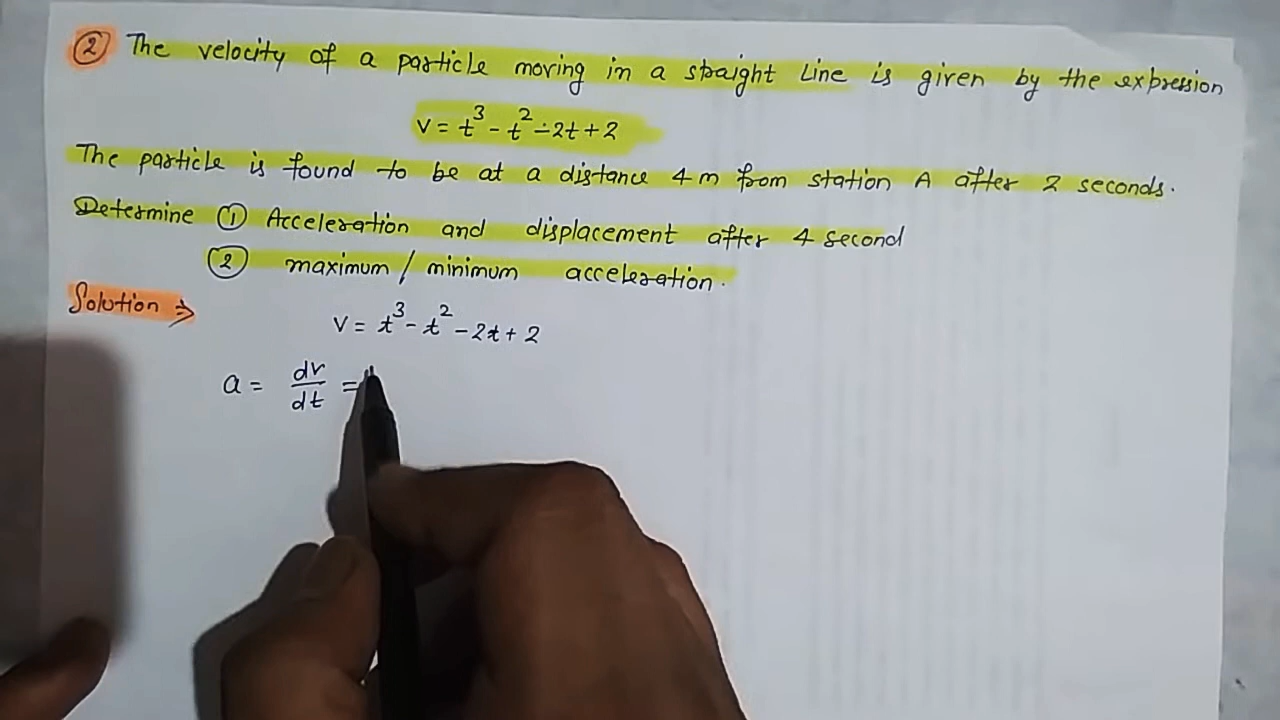 ② The velocity of a particle moving in a straight Line is given by the expression
v = t³ - t² - 2t + 2
The particle is found to be at a distance 4 m from station A after 2 seconds.
Determine ① Acceleration and displacement after 4 second
② maximum / minimum acceleration.
Solution ⇒
v = t³ - t² - 2t + 2
a = dv/dt =